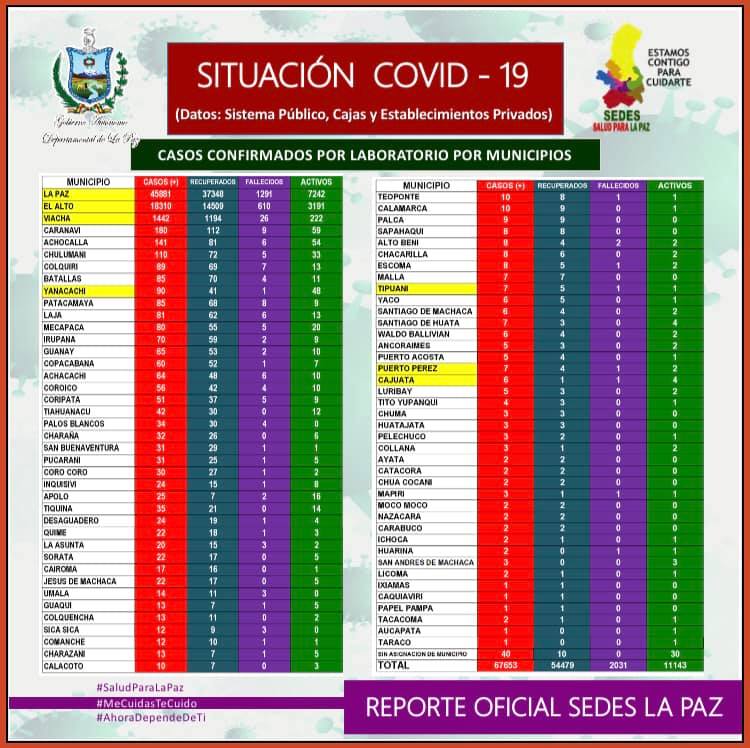 Gobierno Autónomo
Departamental de La Paz
SITUACIÓN COVID - 19
(Datos: Sistema Público, Cajas y Establecimientos Privados)
ESTAMOS
CONTIGO
PARA
CUIDARTE
SEDES
SALUD PARA LA PAZ
CASOS CONFIRMADOS POR LABORATORIO POR MUNICIPIOS
MUNICIPIO CASOS (+) RECUPERADOS FALLECIDOS ACTIVOS
LA PAZ 45881 37348 1291 7242
EL ALTO 18310 14509 610 3191
VIACHA 1442 1194 26 222
CARANAVI 180 112 9 59
ACHOCALLA 141 81 6 54
CHULUMANI 110 72 5 33
COLQUIRI 89 69 7 13
BATALLAS 85 70 4 11
YANACACHI 90 41 1 48
PATACAMAYA 85 68 8 9
LAJA 81 62 6 13
MECAPACA 80 55 5 20
IRUPANA 70 59 2 9
GUANAY 65 53 2 10
COPACABANA 60 52 1 7
ACHACACHI 64 48 6 10
COROICO 56 42 4 10
CORIPATA 51 37 5 9
TIAHUANACU 42 30 0 12
PALOS BLANCOS 34 30 4 0
CHARAÑA 32 26 0 6
SAN BUENAVENTURA 31 29 1 1
PUCARANI 31 25 1 5
CORO CORO 30 27 1 2
INQUISIVI 24 15 1 8
APOLO 25 7 2 16
TIQUINA 35 21 0 14
DESAGUADERO 24 19 1 4
QUIME 22 18 1 3
LA ASUNTA 20 15 3 2
SORATA 22 17 0 5
CAIROMA 17 16 0 1
JESUS DE MACHACA 22 17 0 5
UMALA 14 11 3 0
GUAQUI 13 7 1 5
COLQUENCHA 13 11 0 2
SICA SICA 12 9 3 0
COMANCHE 12 10 1 1
CHARAZANI 13 7 1 5
CALACOTO 10 7 0 3
MUNICIPIO CASOS (+) RECUPERADOS FALLECIDOS ACTIVOS
TEOPONTE 10 8 1 1
CALAMARCA 10 9 0 1
PALCA 9 9 0 0
SAPAHAQUI 8 8 0 0
ALTO BENI 8 4 2 2
CHACARILLA 8 6 0 2
ESCOMA 8 5 1 2
MALLA 7 7 0 0
TIPUANI 7 5 1 1
YACO 6 5 0 1
SANTIAGO DE MACHACA 6 4 0 2
SANTIAGO DE HUATA 7 3 0 4
WALDO BALLIVIAN 6 4 0 2
ANCORAIMES 5 3 0 2
PUERTO ACOSTA 5 4 0 1
PUERTO PEREZ 7 4 1 2
CAJUATA 6 1 1 4
LURIBAY 5 3 0 2
TITO YUPANQUI 4 3 0 1
CHUMA 3 3 0 0
HUATAJATA 3 3 0 0
PELECHUCO 3 2 0 1
COLLANA 3 1 0 2
AYATA 2 2 0 0
CATACORA 2 2 0 0
CHUA COCANI 2 2 0 0
MAPIRI 3 1 1 1
MOCO MOCO 2 2 0 0
NAZACARA 2 2 0 0
CARABUCO 2 2 0 0
ICHOCA 2 1 0 1
HUARINA 2 0 1 1
SAN ANDRES DE MACHACA 3 0 0 3
LICOMA 2 1 0 1
IXIAMAS 1 1 0 0
CAQUIAVIRI 1 1 0 0
PAPEL PAMPA 1 1 0 0
TACACOMA 2 1 0 1
AUCAPATA 1 0 0 1
TARACO 1 0 0 1
SIN ASIGNACION DE MUNICIPIO 40 10 0 30
TOTAL 67653 54479 2031 11143
#SaludParaLaPaz
#MeCuidasTeCuido
#AhoraDependeDeTi
REPORTE OFICIAL SEDES LA PAZ